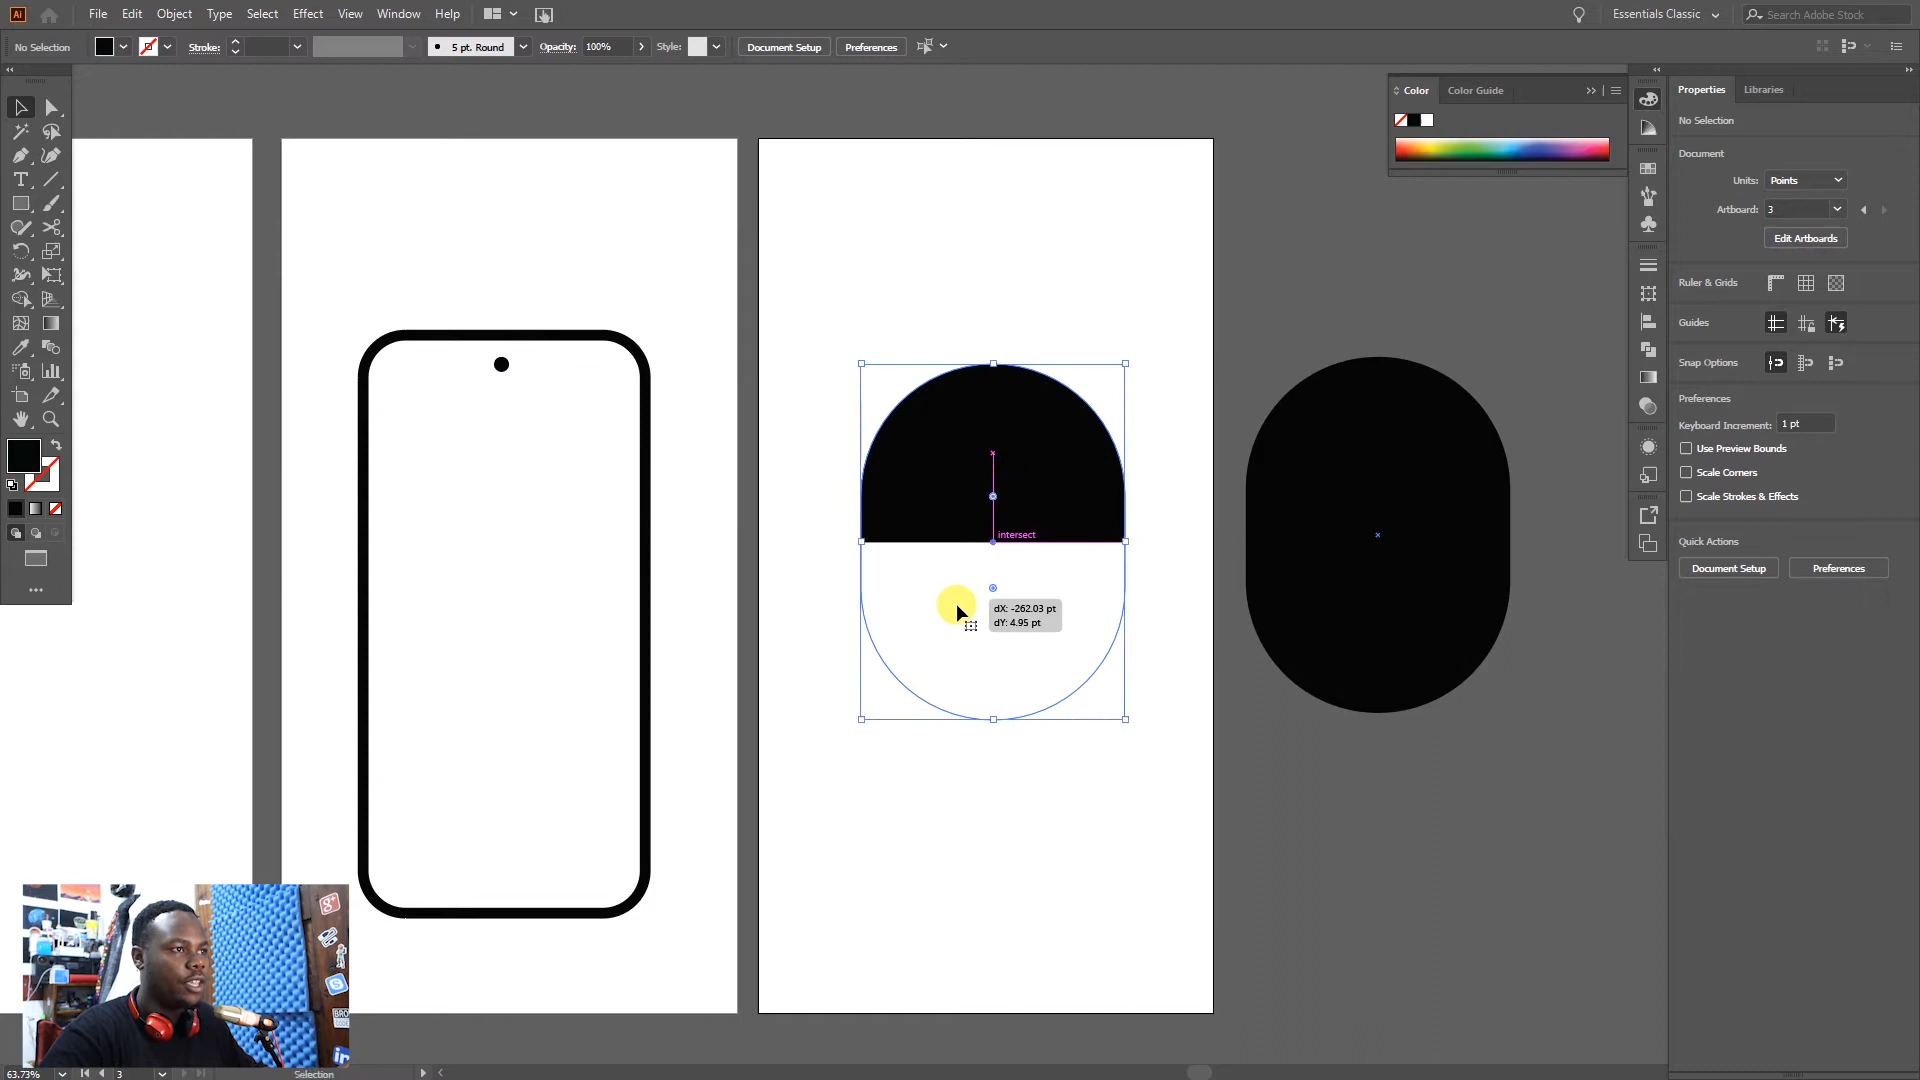 Ai File Edit Object Type Select Effect View Window Help Essentials Classic Search Adobe Stock
No Selection Stroke: 5 pt. Round Opacity: 100% Style: Document Setup Preferences
Color Color Guide
Properties Libraries
No Selection
Document
Units: Points
Artboard: 3
Edit Artboards
Ruler & Grids
Guides
Snap Options
Preferences
Keyboard Increment: 1 pt
Use Preview Bounds
Scale Corners
Scale Strokes & Effects
Quick Actions
Document Setup Preferences
intersect
dX: -262.03 pt
dY: 4.95 pt
63.73% 3 Selection